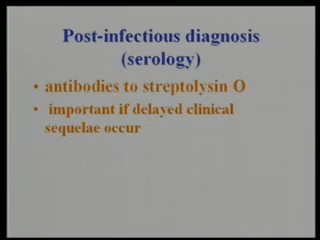 Post-infectious diagnosis
(serology)
• antibodies to streptolysin O
• important if delayed clinical
sequelae occur